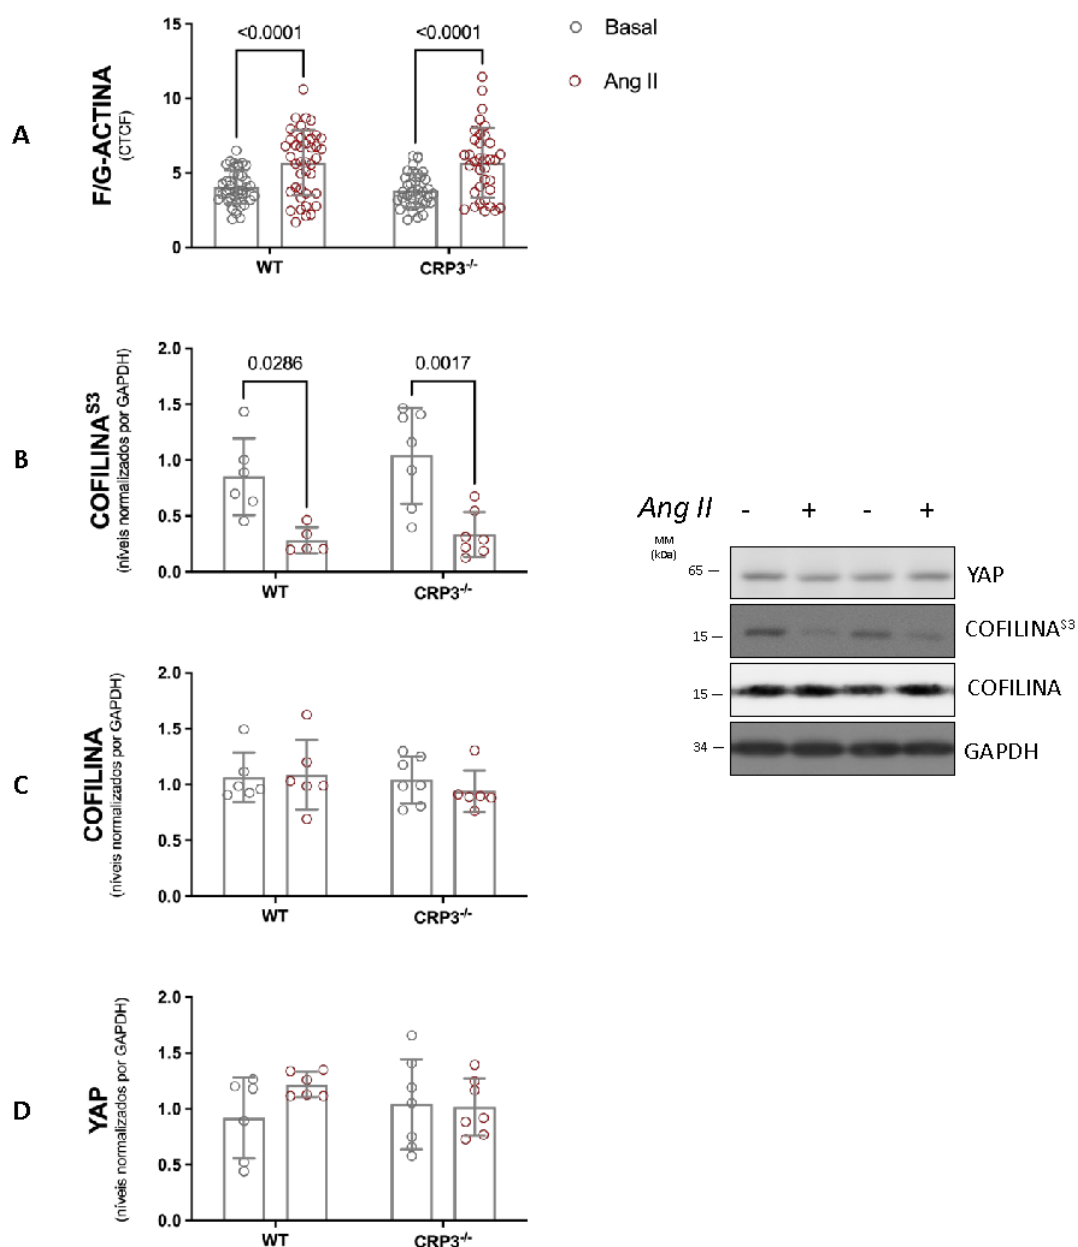 A
F/G-ACTINA
(CTCF)
15
10
5
0
<0.0001
<0.0001
WT
CRP3-/-
Basal
Ang II
B
COFILINAS3
(níveis normalizados por GAPDH)
2.0
1.5
1.0
0.5
0.0
0.0286
0.0017
WT
CRP3-/-
C
COFILINA
(níveis normalizados por GAPDH)
2.0
1.5
1.0
0.5
0.0
WT
CRP3-/-
D
YAP
(níveis normalizados por GAPDH)
2.0
1.5
1.0
0.5
0.0
WT
CRP3-/-
Ang II - + - +
MM
(kDa)
65 YAP
15 COFILINAS3
15 COFILINA
34 GAPDH